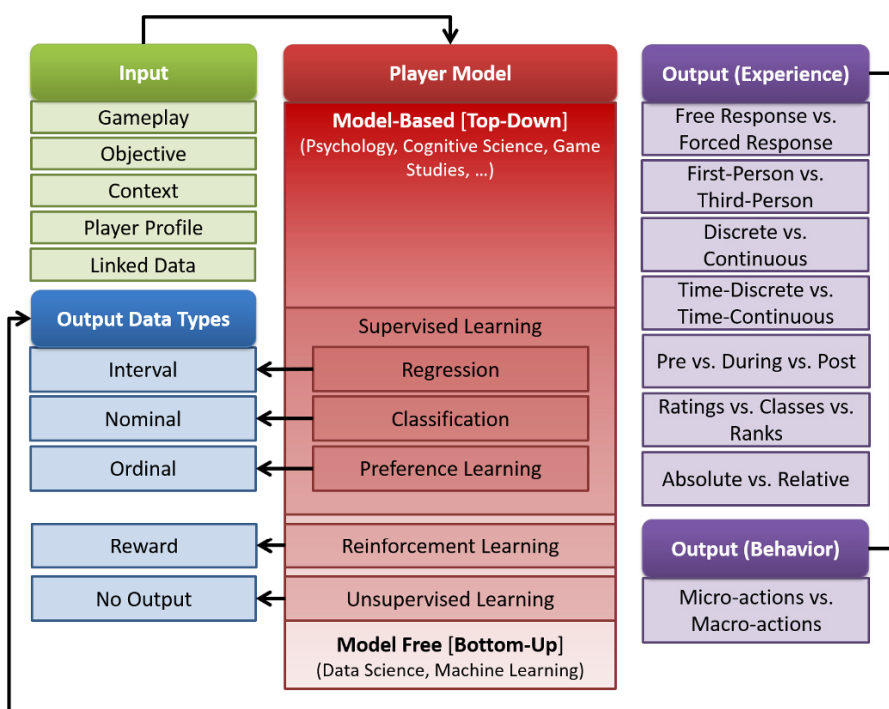 Input
Gameplay
Objective
Context
Player Profile
Linked Data
Output Data Types
Interval
Nominal
Ordinal
Reward
No Output
Player Model
Model-Based [Top-Down]
(Psychology, Cognitive Science, Game
Studies, ...)
Supervised Learning
Regression
Classification
Preference Learning
Reinforcement Learning
Unsupervised Learning
Model Free [Bottom-Up]
(Data Science, Machine Learning)
Output (Experience)
Free Response vs.
Forced Response
First-Person vs.
Third-Person
Discrete vs.
Continuous
Time-Discrete vs.
Time-Continuous
Pre vs. During vs. Post
Ratings vs. Classes vs.
Ranks
Absolute vs. Relative
Output (Behavior)
Micro-actions vs.
Macro-actions